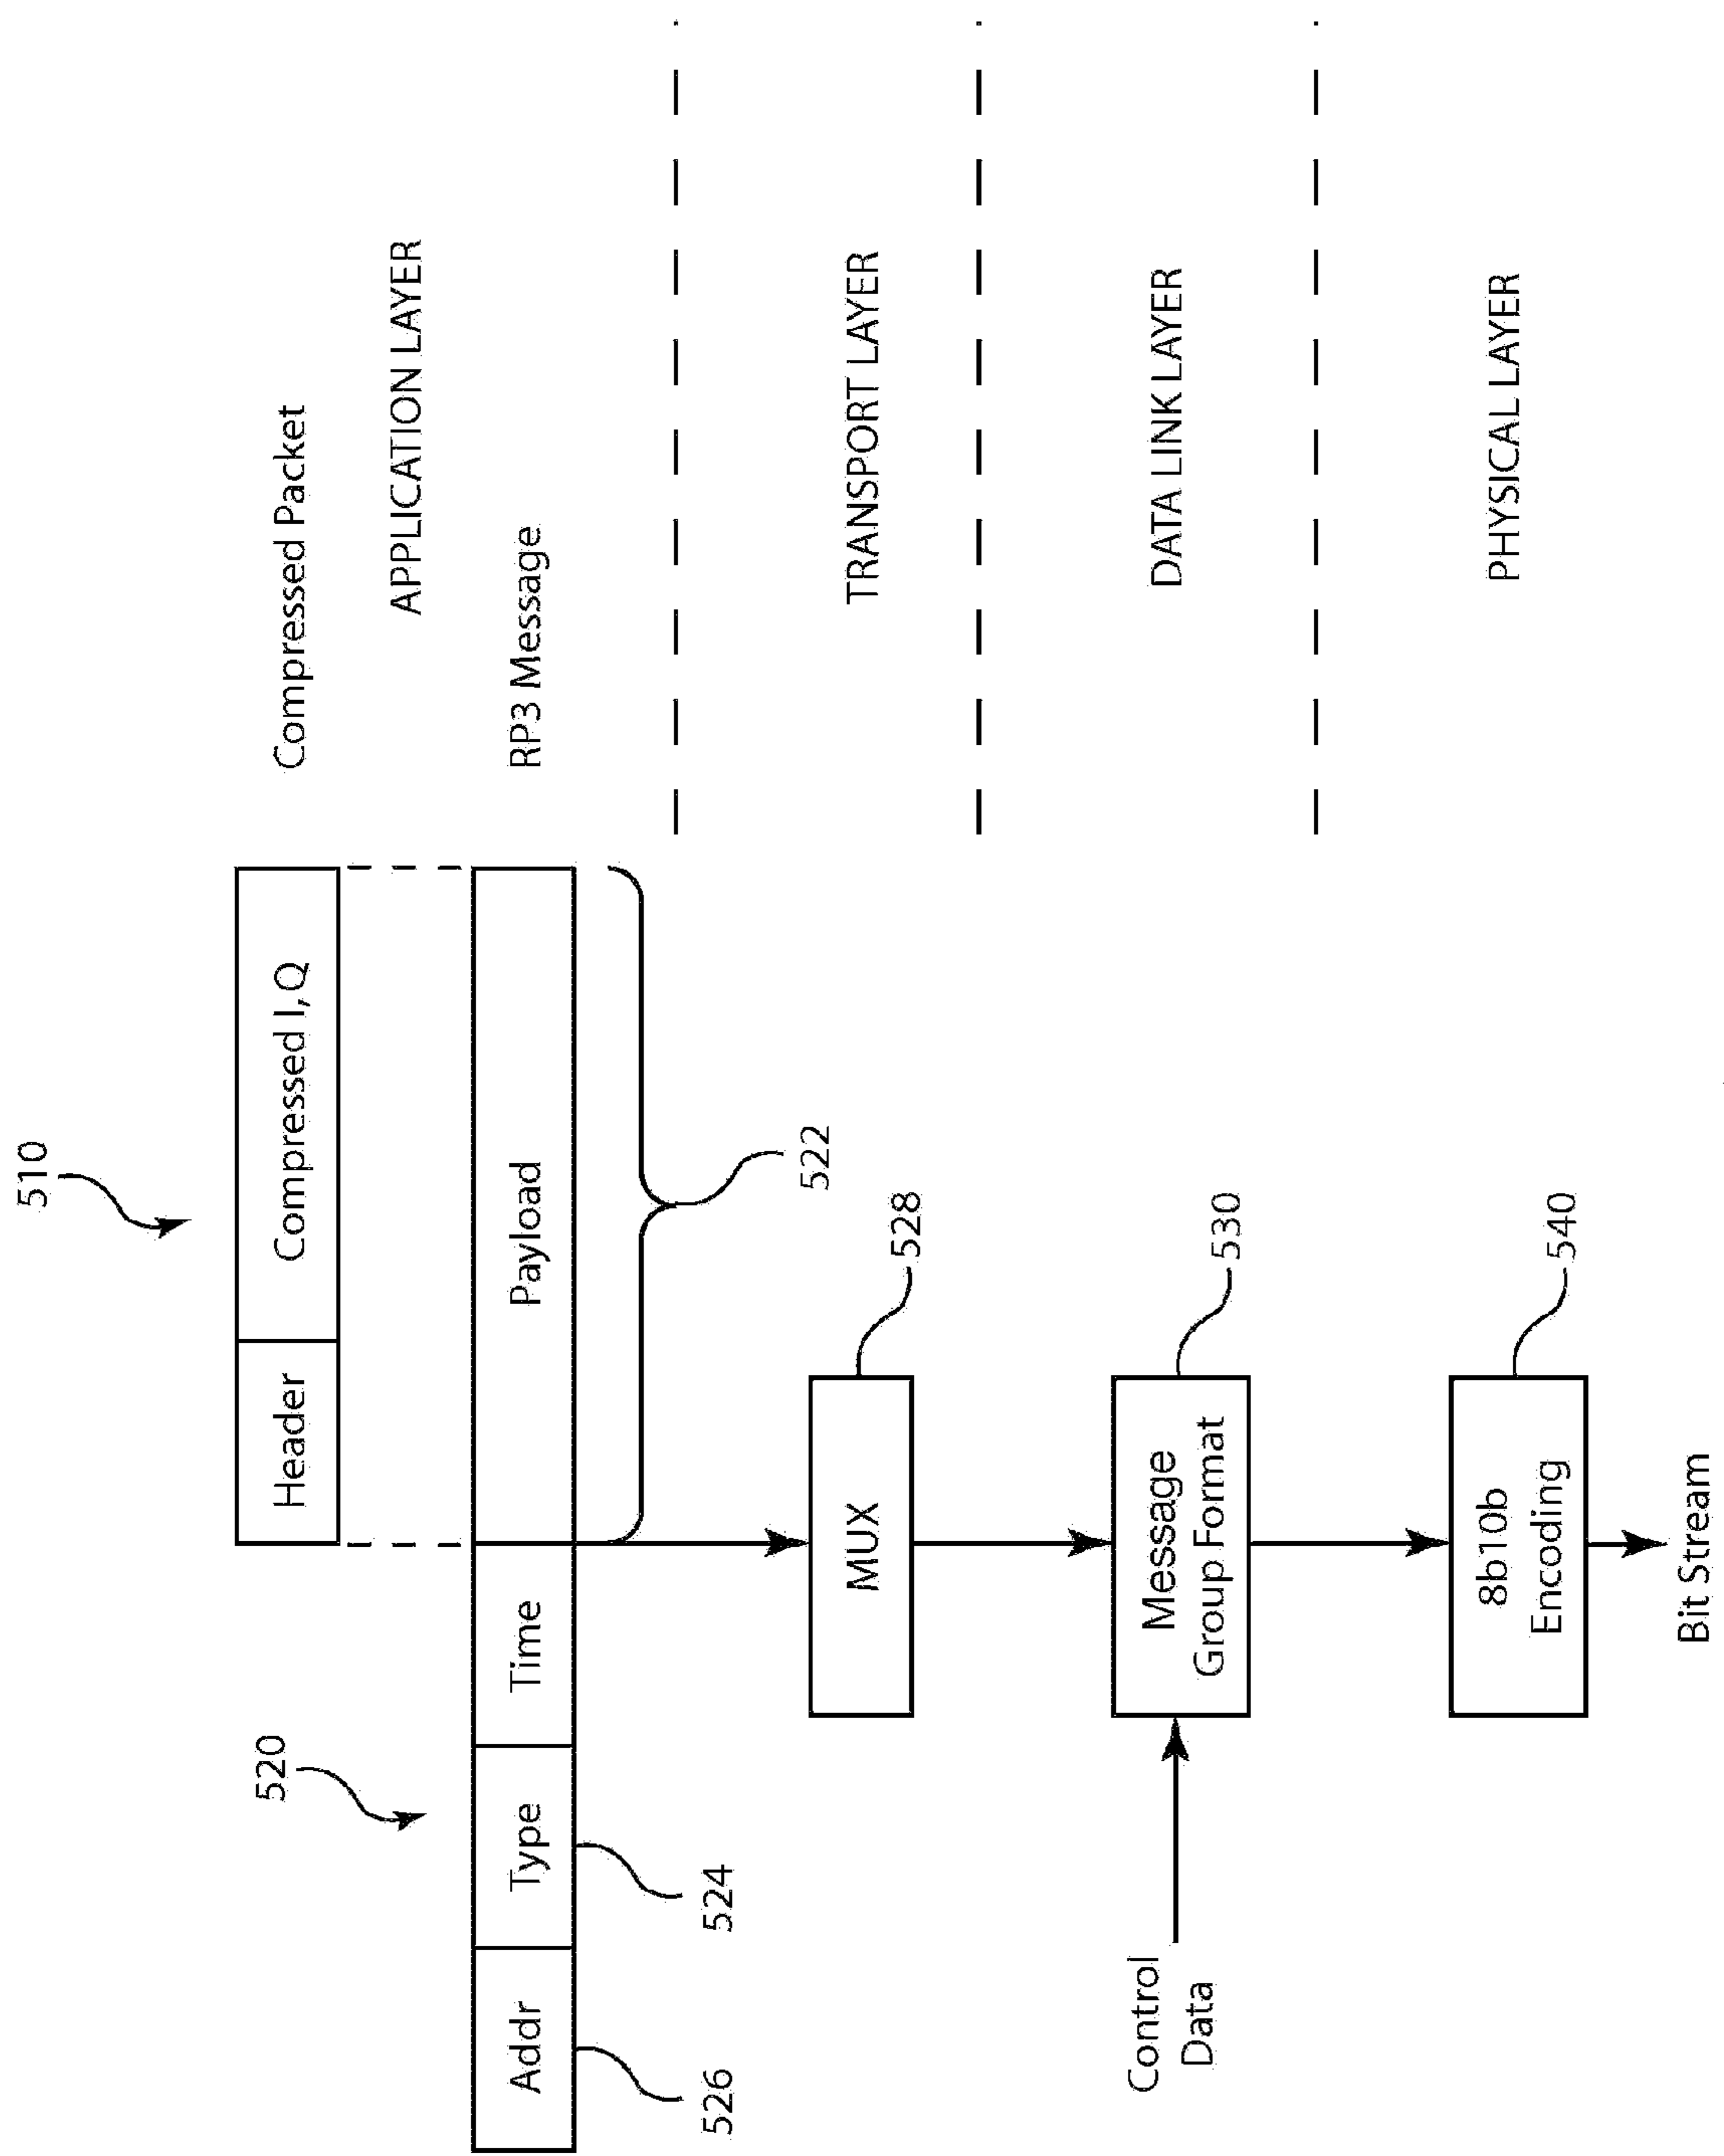 510
Header
Compressed I,Q
Compressed Packet
APPLICATION LAYER
520
Addr
Type
Time
Payload
RP3 Message
526
524
522
MUX
528
TRANSPORT LAYER
Control
Data
Message
Group Format
530
DATA LINK LAYER
8b10b
Encoding
540
PHYSICAL LAYER
Bit Stream